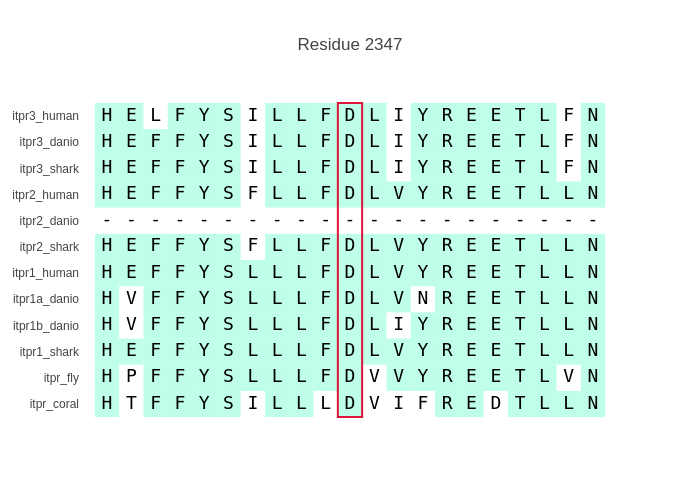 Residue 2347
itpr3_human H E L F Y S I L L F D L I Y R E E T L F N
itpr3_danio H E F F Y S I L L F D L I Y R E E T L F N
itpr3_shark H E F F Y S I L L F D L I Y R E E T L F N
itpr2_human H E F F Y S F L L F D L V Y R E E T L L N
itpr2_danio - - - - - - - - - - - - - - - - - - - - -
itpr2_shark H E F F Y S F L L F D L V Y R E E T L L N
itpr1_human H E F F Y S L L L F D L V Y R E E T L L N
itpr1a_danio H V F F Y S L L L F D L V N R E E T L L N
itpr1b_danio H V F F Y S L L L F D L I Y R E E T L L N
itpr1_shark H E F F Y S L L L F D L V Y R E E T L L N
itpr_fly H P F F Y S L L L F D V V Y R E E T L V N
itpr_coral H T F F Y S I L L L D V I F R E D T L L N